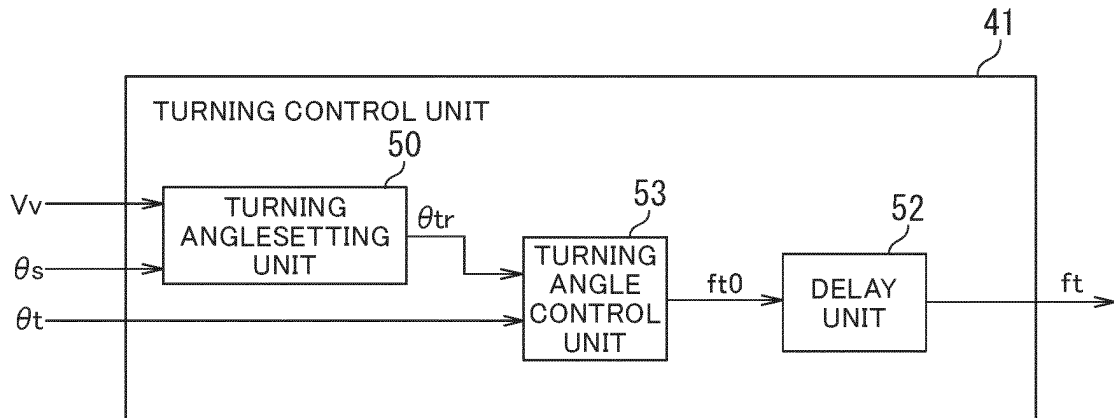 41
TURNING CONTROL UNIT
50
Vv
TURNING
ANGLESETTING
UNIT
θtr
θs
θt
53
TURNING
ANGLE
CONTROL
UNIT
ft0
52
DELAY
UNIT
ft